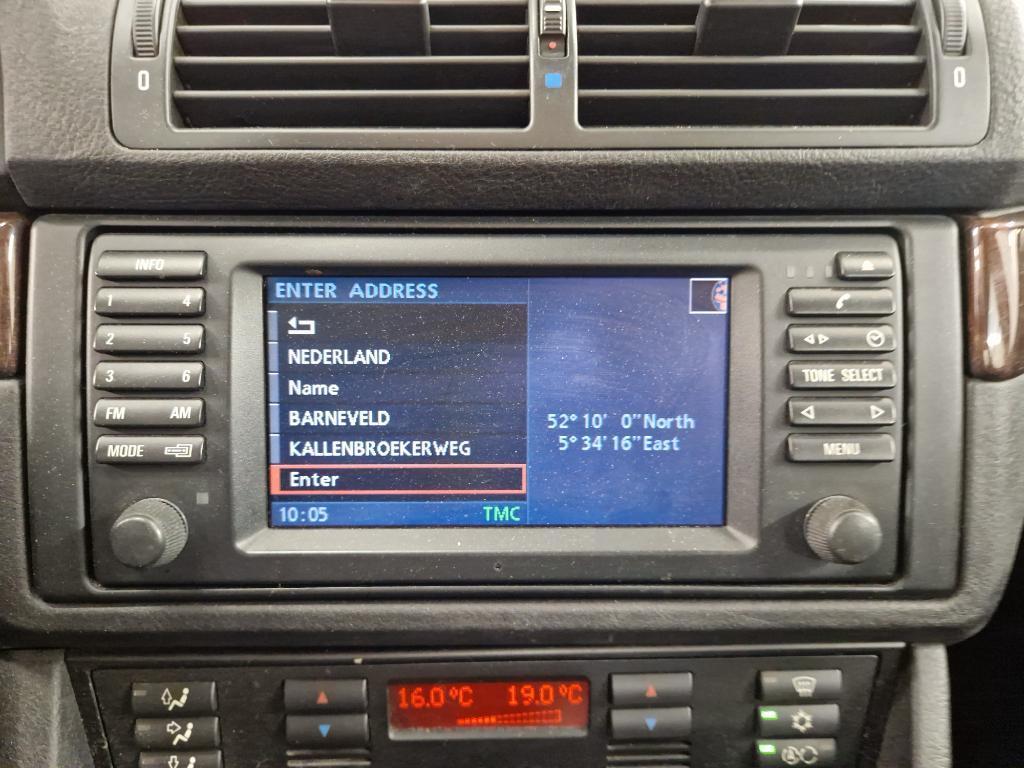 0
0
INFO
1 4
2 5
3 6
FM AM
MODE
ENTER ADDRESS
NEDERLAND
Name
BARNEVELD
KALLENBROEKERWEG
Enter
10:05 TMC
52° 10' 0" North
5° 34' 16" East
TONE SELECT
MENU
16.0°C 19.0°C